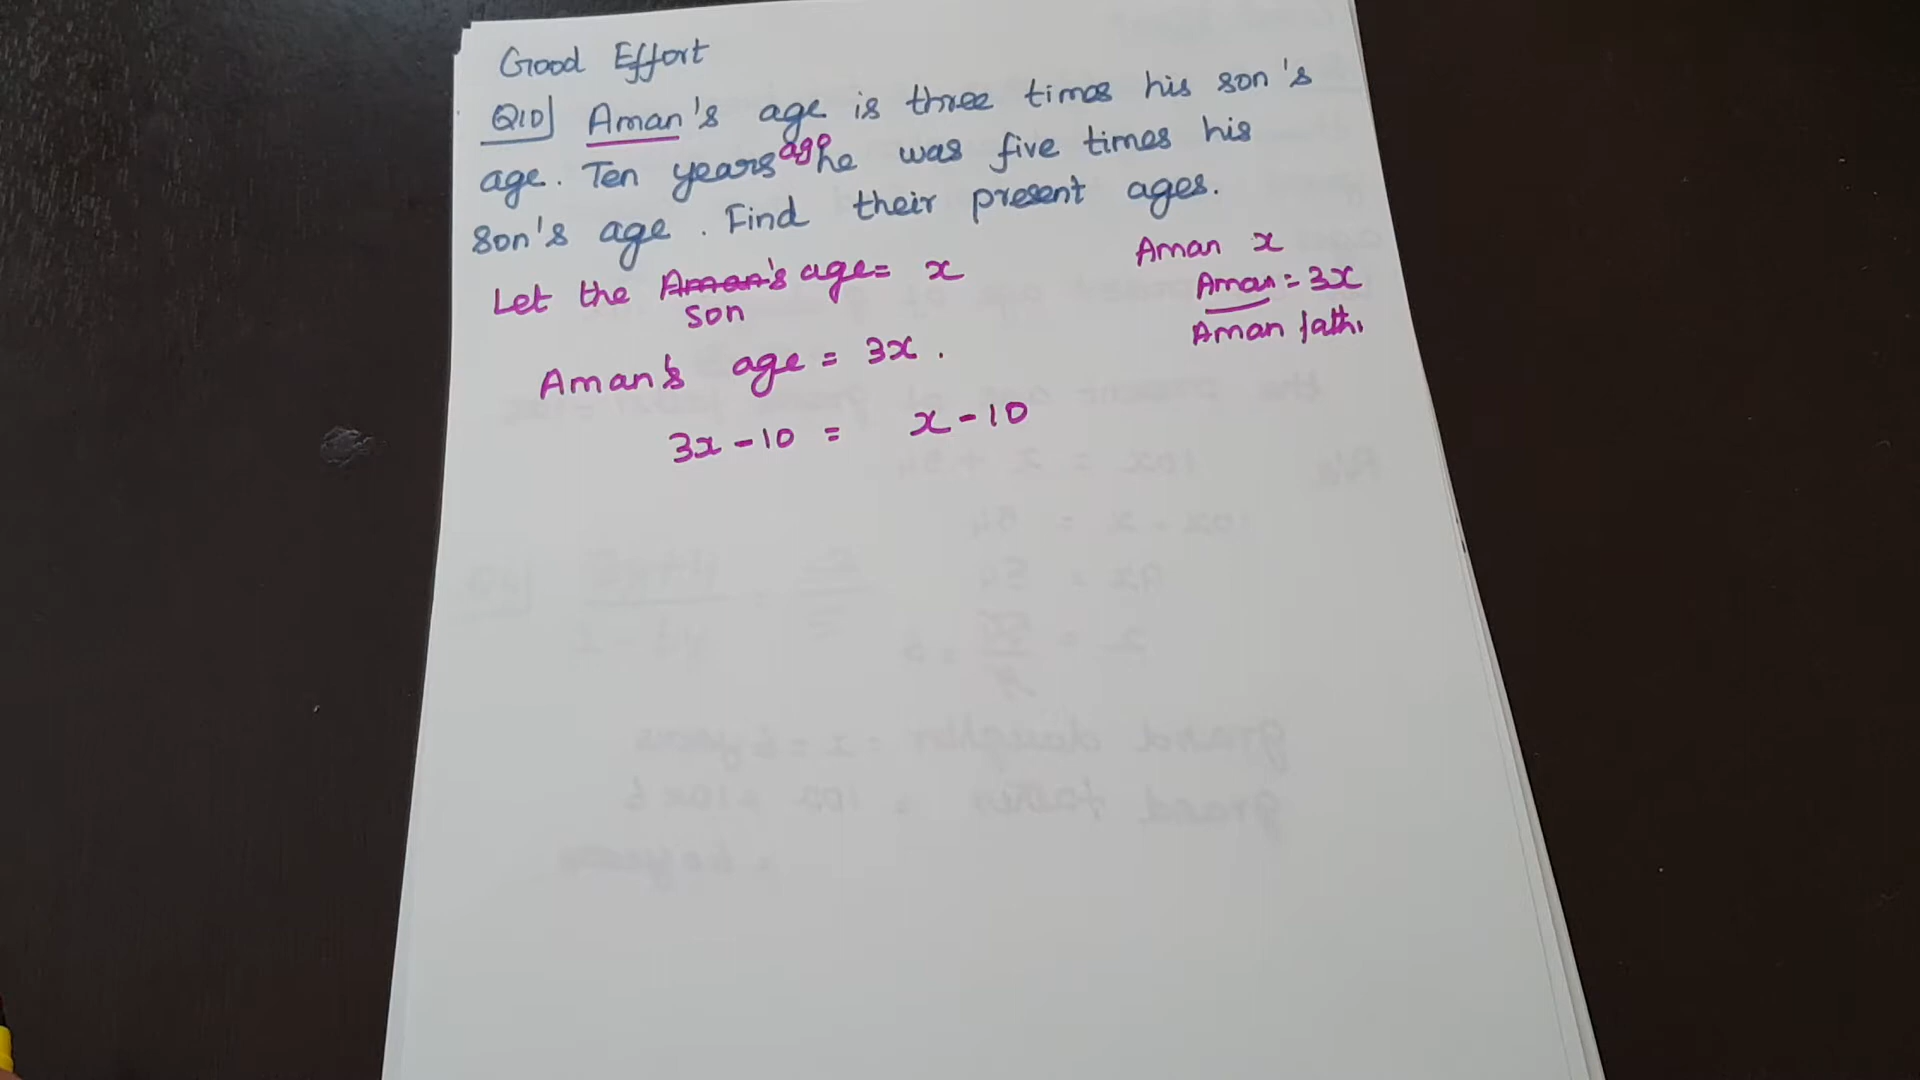 Good Effort
Q10] Aman's age is three times his son's
age. Ten years ago he was five times his
son's age. Find their present ages.
Let the Aman's age = x
son
Aman x
Aman = 3x
Aman fath
Aman's age = 3x.
3x - 10 = x - 10